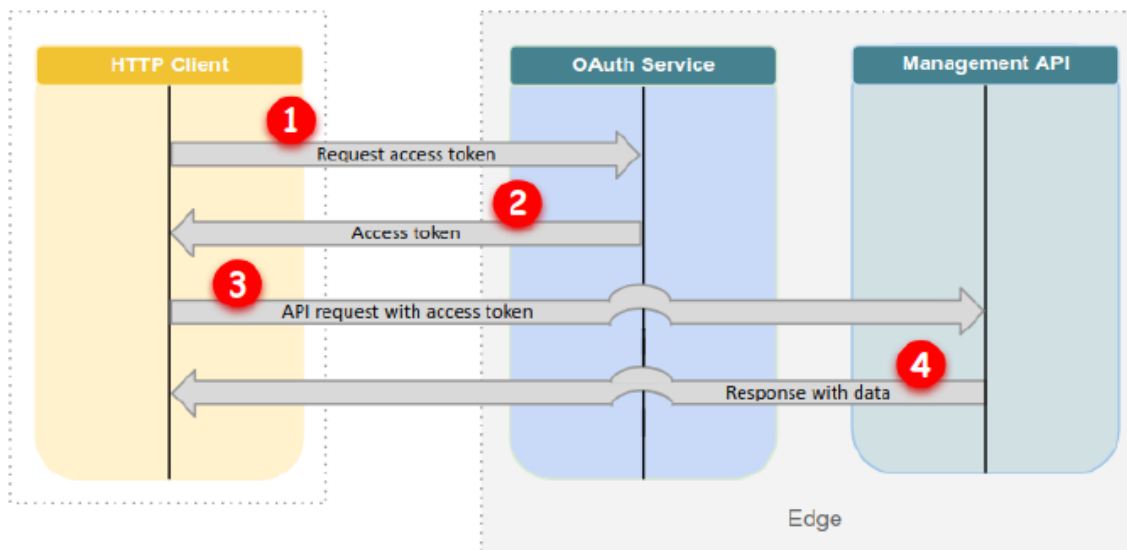 HTTP Client
OAuth Service
Management API
1
Request access token
2
Access token
3
API request with access token
4
Response with data
Edge